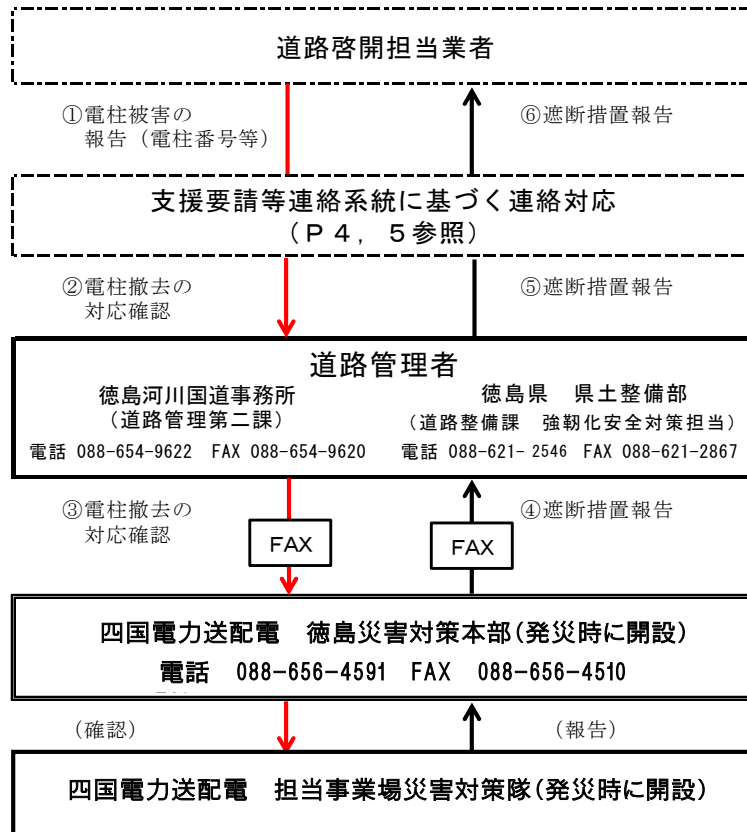 道路啓開担当業者
①電柱被害の
報告（電柱番号等）
⑥遮断措置報告
支援要請等連絡系統に基づく連絡対応
（Ｐ４，５参照）
②電柱撤去の
対応確認
⑤遮断措置報告
道路管理者
徳島河川国道事務所
（道路管理第二課）
電話 088-654-9622　FAX 088-654-9620
徳島県　県土整備部
（道路整備課　強靭化安全対策担当）
電話 088-621- 2546　FAX 088-621-2867
③電柱撤去の
対応確認
④遮断措置報告
FAX
FAX
四国電力送配電　徳島災害対策本部（発災時に開設）
電話　088-656-4591　FAX　088-656-4510
（確認）
（報告）
四国電力送配電　担当事業場災害対策隊（発災時に開設）